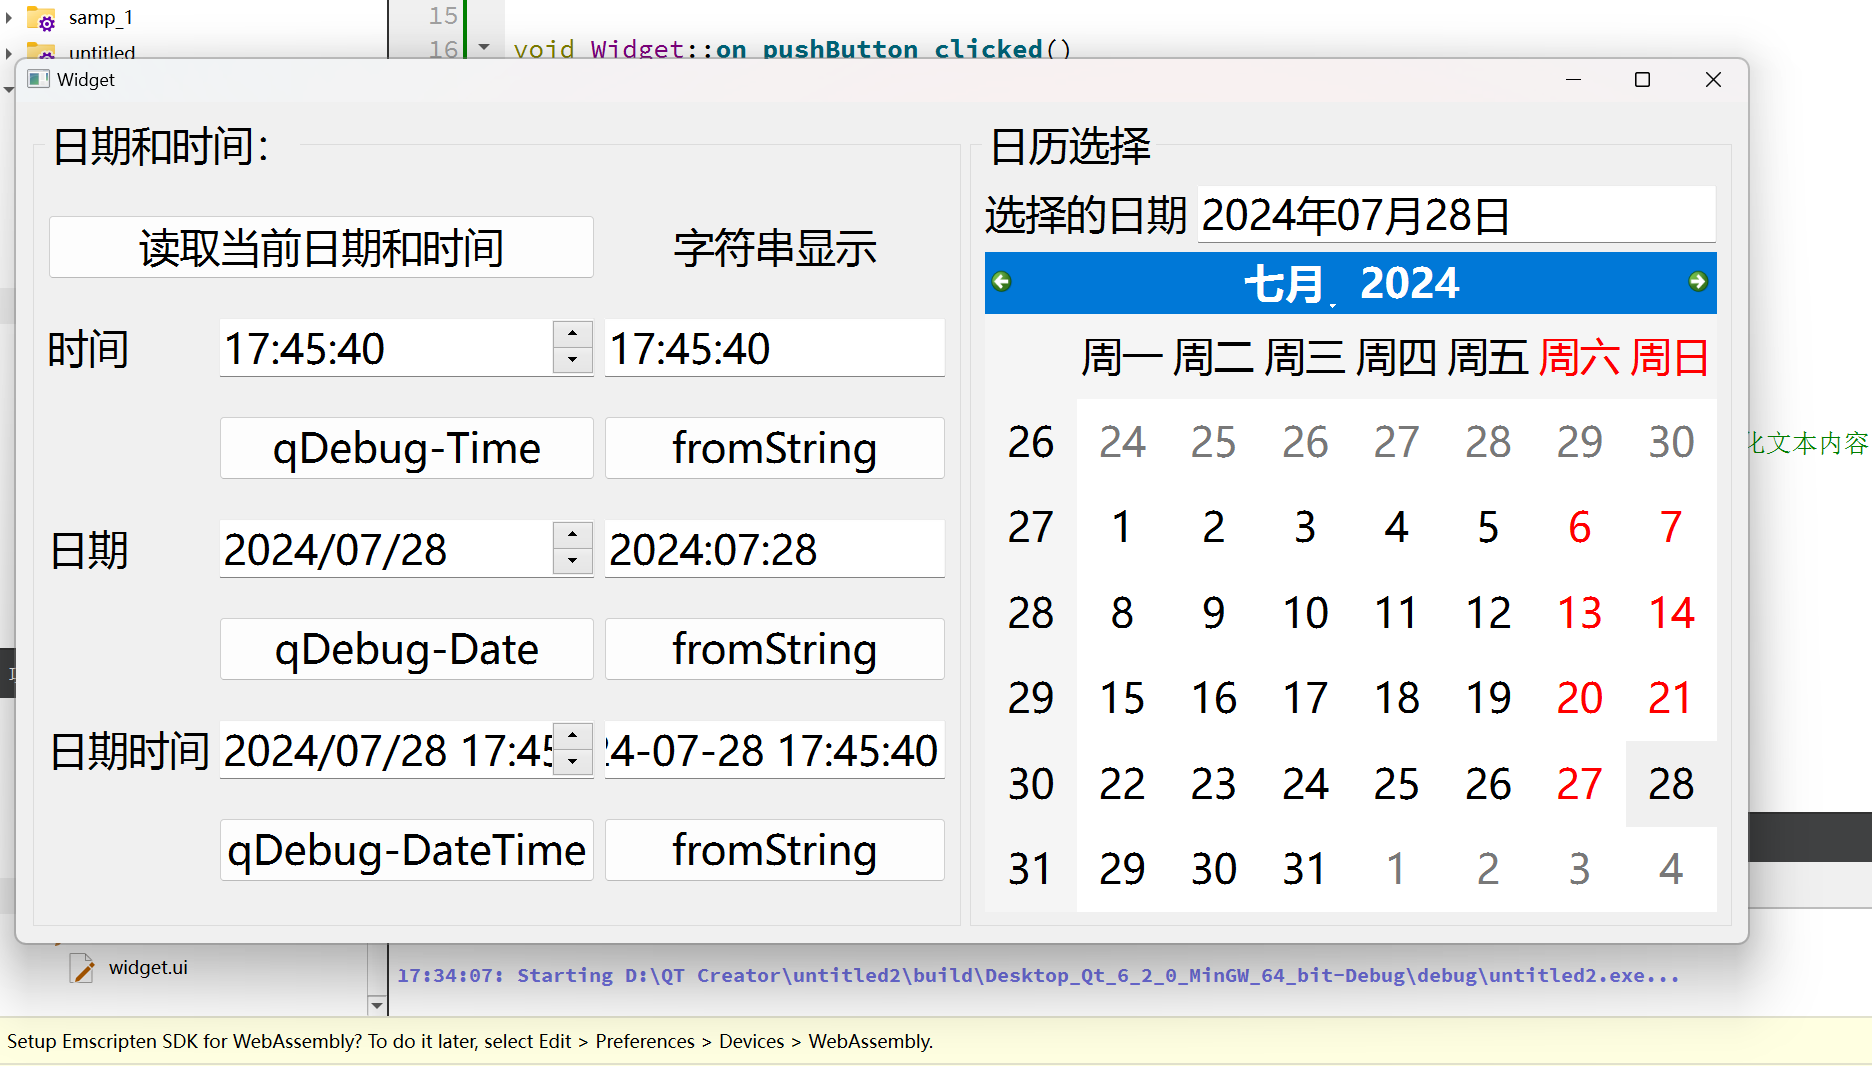 samp_1
untitled
15
16 void Widget::on_pushButton_clicked()
Widget
日期和时间：
读取当前日期和时间 字符串显示
时间 17:45:40 17:45:40
qDebug-Time fromString
日期 2024/07/28 2024:07:28
qDebug-Date fromString
日期时间 2024/07/28 17:45 24-07-28 17:45:40
qDebug-DateTime fromString
日历选择
选择的日期 2024年07月28日
七月 2024
周一 周二 周三 周四 周五 周六 周日
26 24 25 26 27 28 29 30
27 1 2 3 4 5 6 7
28 8 9 10 11 12 13 14
29 15 16 17 18 19 20 21
30 22 23 24 25 26 27 28
31 29 30 31 1 2 3 4
化文本内容
widget.ui
17:34:07: Starting D:\QT Creator\untitled2\build\Desktop_Qt_6_2_0_MinGW_64_bit-Debug\debug\untitled2.exe...
Setup Emscripten SDK for WebAssembly? To do it later, select Edit > Preferences > Devices > WebAssembly.